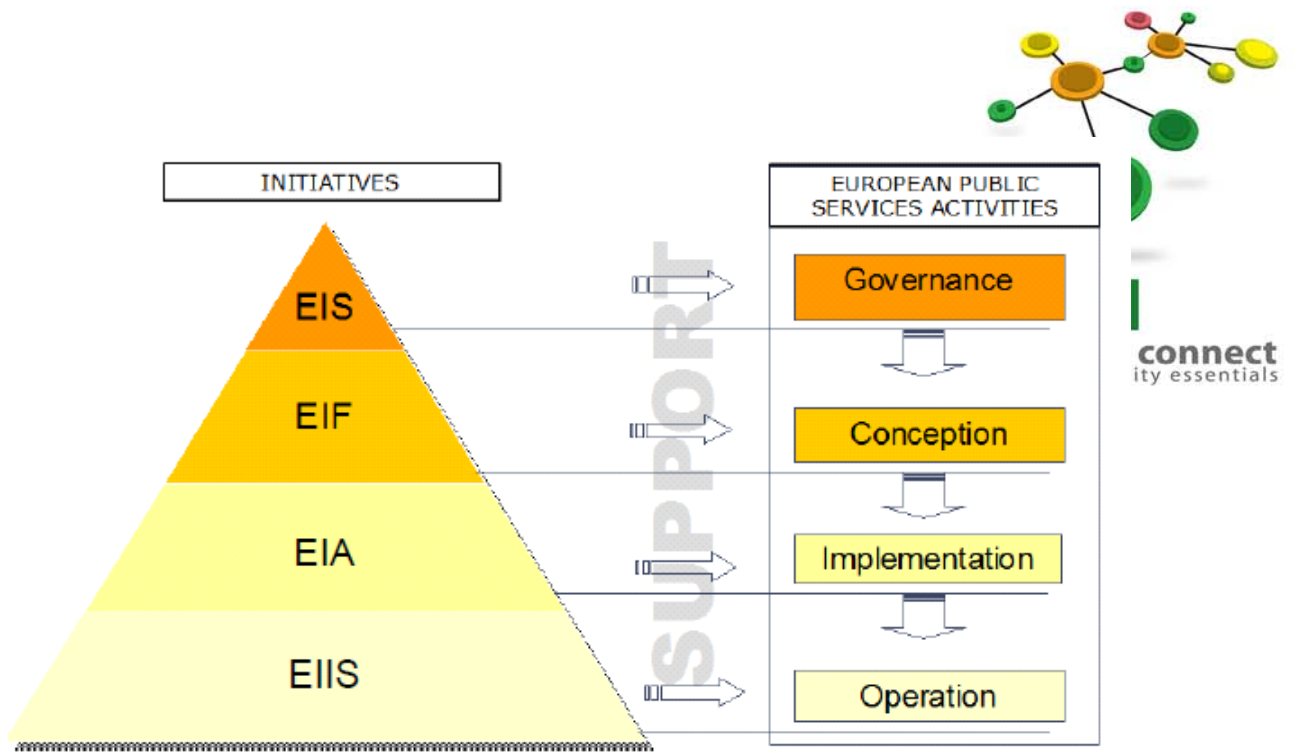 INITIATIVES
EUROPEAN PUBLIC
SERVICES ACTIVITIES
EIS
EIF
EIA
EIIS
SUPPORT
Governance
Conception
Implementation
Operation
connect
ity essentials